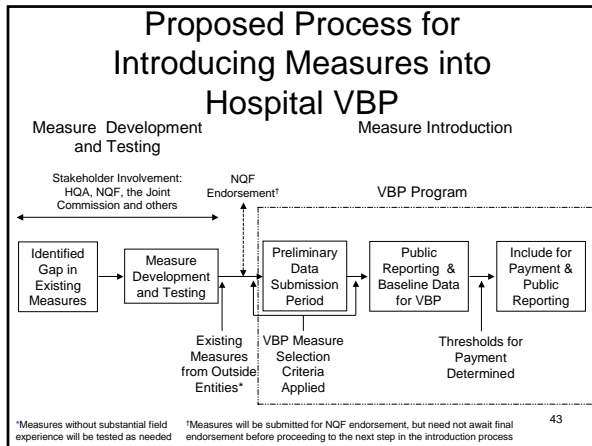 Proposed Process for
Introducing Measures into
Hospital VBP
Measure Development
and Testing
Measure Introduction
Stakeholder Involvement:
HQA, NQF, the Joint
Commission and others
NQF
Endorsement†
VBP Program
Identified
Gap in
Existing
Measures
Measure
Development
and Testing
Preliminary
Data
Submission
Period
Public
Reporting &
Baseline Data
for VBP
Include for
Payment &
Public
Reporting
Existing
Measures
from Outside
Entities*
VBP Measure
Selection
Criteria
Applied
Thresholds for
Payment
Determined
*Measures without substantial field
experience will be tested as needed
†Measures will be submitted for NQF endorsement, but need not await final
endorsement before proceeding to the next step in the introduction process
43